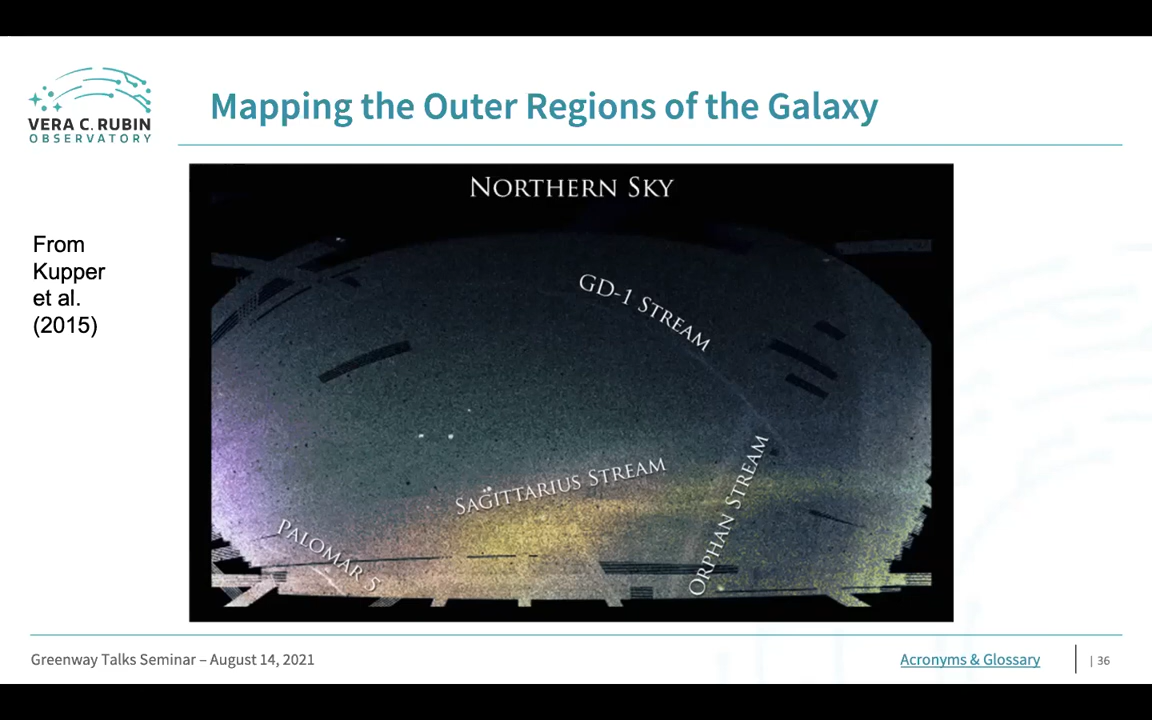 VERA C. RUBIN
OBSERVATORY
Mapping the Outer Regions of the Galaxy
From
Kupper
et al.
(2015)
NORTHERN SKY
GD-1 STREAM
SAGITTARIUS STREAM
ORPHAN STREAM
PALOMAR 5
Greenway Talks Seminar – August 14, 2021
Acronyms & Glossary
| 36